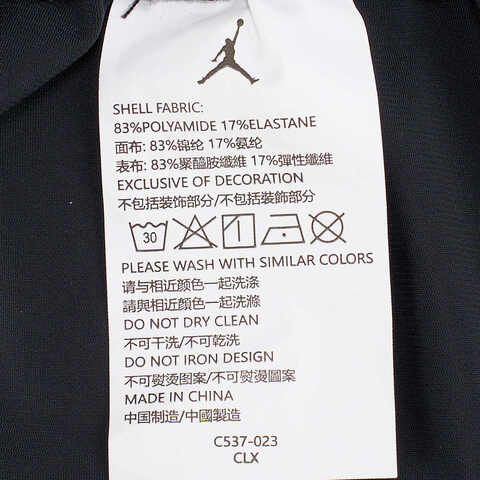 SHELL FABRIC:
83%POLYAMIDE 17%ELASTANE
面布: 83%锦纶 17%氨纶
表布: 83%聚醯胺纖維 17%彈性纖維
EXCLUSIVE OF DECORATION
不包括装饰部分/不包括裝飾部分
30
PLEASE WASH WITH SIMILAR COLORS
请与相近颜色一起洗涤
請與相近顏色一起洗滌
DO NOT DRY CLEAN
不可干洗/不可乾洗
DO NOT IRON DESIGN
不可熨烫图案/不可熨燙圖案
MADE IN CHINA
中国制造/中國製造
C537-023
CLX